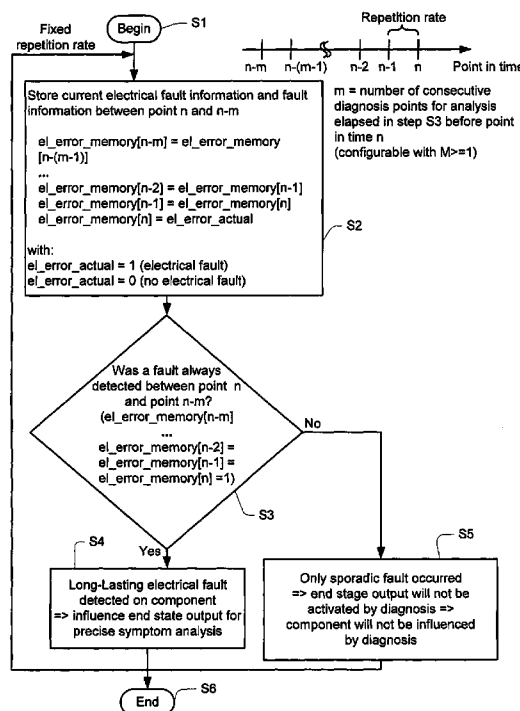 Fixed
repetition rate
Begin
S1
Repetition rate
n-m
n-(m-1)
n-2
n-1
n
Point in time
m = number of consecutive
diagnosis points for analysis
elapsed in step S3 before point
in time n
(configurable with M>=1)
Store current electrical fault information and fault
information between point n and n-m
el_error_memory[n-m] = el_error_memory
[n-(m-1)]
...
el_error_memory[n-2] = el_error_memory[n-1]
el_error_memory[n-1] = el_error_memory[n]
el_error_memory[n] = el_error_actual
with:
el_error_actual = 1 (electrical fault)
el_error_actual = 0 (no electrical fault)
S2
Was a fault always
detected between point n
and point n-m?
(el_error_memory[n-m]
...
el_error_memory[n-2] =
el_error_memory[n-1] =
el_error_memory[n] =1)
No
S3
S4
Yes
S5
Long-Lasting electrical fault
detected on component
=> influence end state output for
precise symptom analysis
Only sporadic fault occurred
=> end stage output will not be
activated by diagnosis =>
component will not be influenced
by diagnosis
S6
End